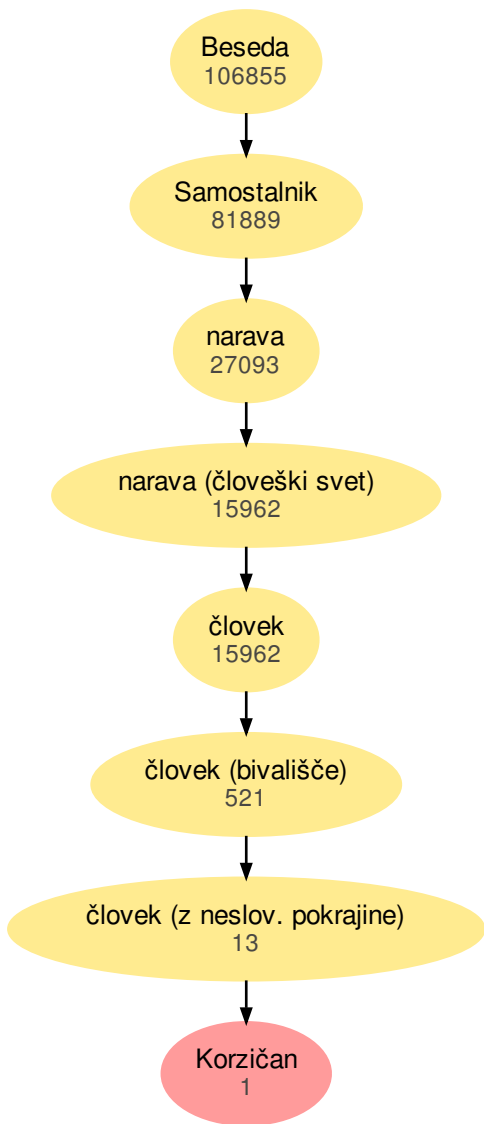 Beseda
106855
Samostalnik
81889
narava
27093
narava (človeški svet)
15962
človek
15962
človek (bivališče)
521
človek (z neslov. pokrajine)
13
Korzičan
1